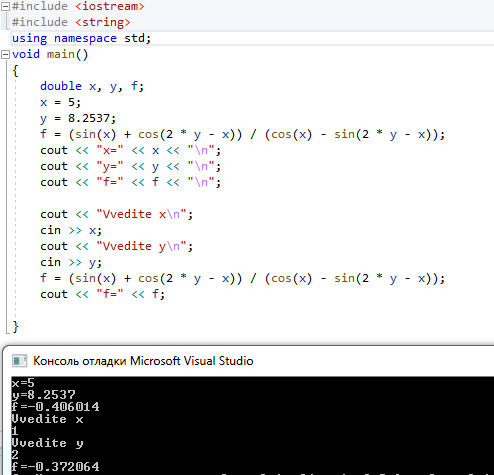 #include <iostream>
#include <string>
using namespace std;
void main()
{
double x, y, f;
x = 5;
y = 8.2537;
f = (sin(x) + cos(2 * y - x)) / (cos(x) - sin(2 * y - x));
cout << "x=" << x << "\n";
cout << "y=" << y << "\n";
cout << "f=" << f << "\n";
cout << "Vvedite x\n";
cin >> x;
cout << "Vvedite y\n";
cin >> y;
f = (sin(x) + cos(2 * y - x)) / (cos(x) - sin(2 * y - x));
cout << "f=" << f;
}
Консоль отладки Microsoft Visual Studio
x=5
y=8.2537
f=-0.406014
Vvedite x
1
Vvedite y
2
f=-0.372064